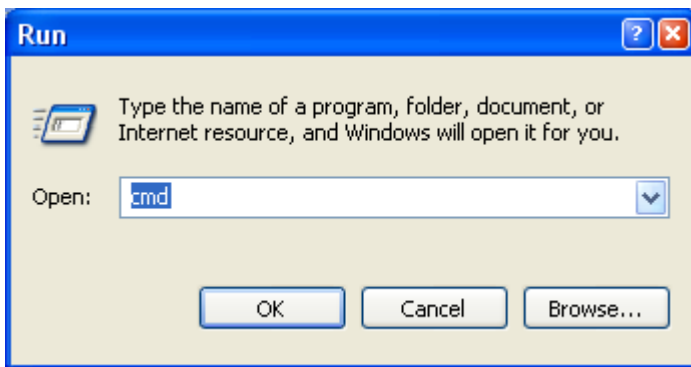 Run
Type the name of a program, folder, document, or
Internet resource, and Windows will open it for you.
Open: cmd
OK Cancel Browse...